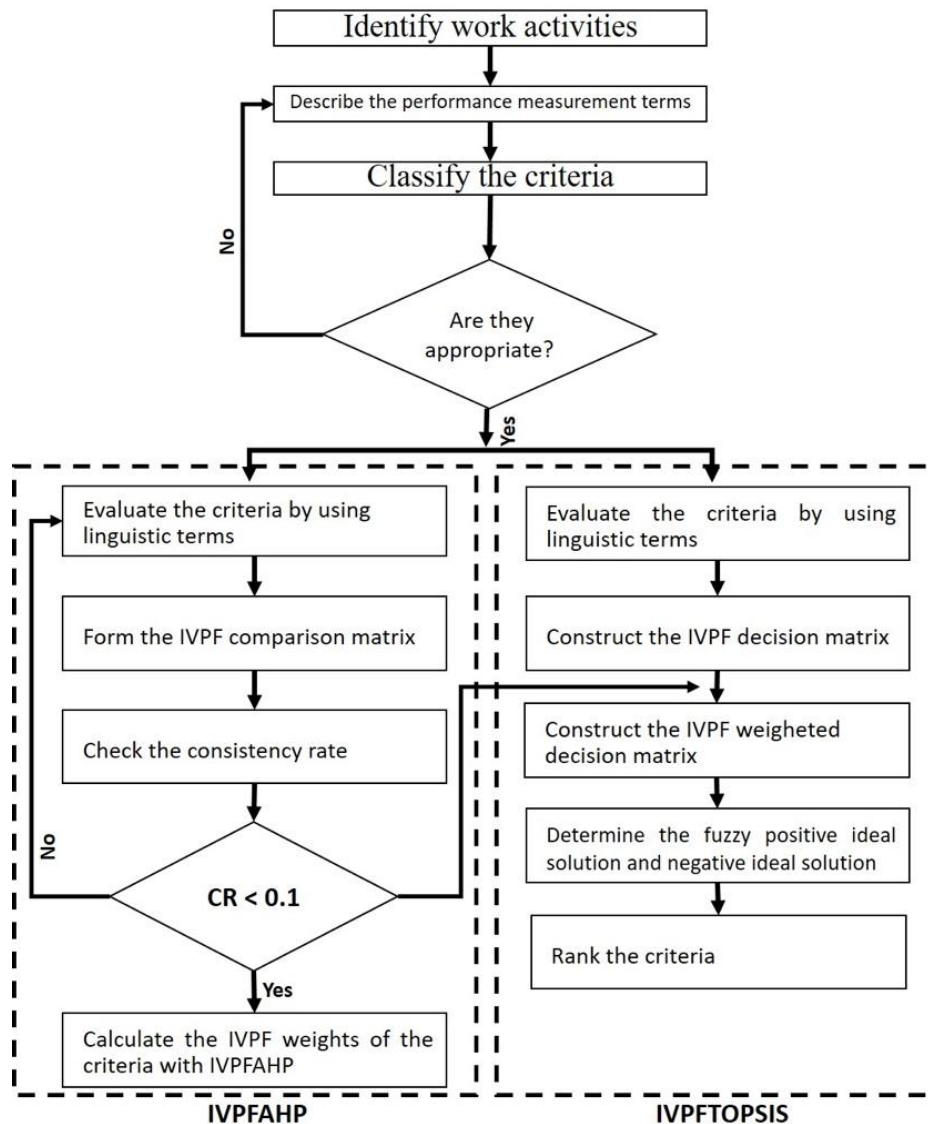 Identify work activities
Describe the performance measurement terms
Classify the criteria
No
Are they
appropriate?
Yes
Evaluate the criteria by using
linguistic terms
Form the IVPF comparison matrix
Check the consistency rate
No
CR < 0.1
Yes
Calculate the IVPF weights of the
criteria with IVPFAHP
IVPFAHP
Evaluate the criteria by using
linguistic terms
Construct the IVPF decision matrix
Construct the IVPF weigheted
decision matrix
Determine the fuzzy positive ideal
solution and negative ideal solution
Rank the criteria
IVPFTOPSIS